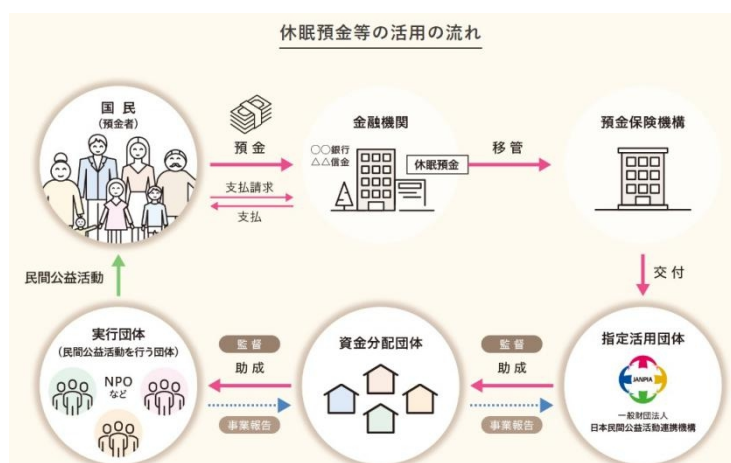 休眠預金等の活用の流れ
国民
(預金者)
預金
支払請求
支払
金融機関
〇〇銀行
△△信金
休眠預金
移管
預金保険機構
交付
民間公益活動
実行団体
(民間公益活動を行う団体)
NPO
など
監督
助成
事業報告
資金分配団体
監督
助成
事業報告
指定活用団体
JANPIA
一般財団法人
日本民間公益活動連携機構